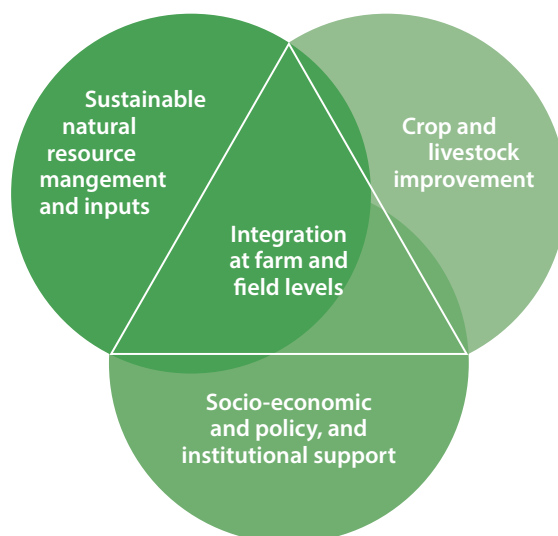 Sustainable
natural
resource
mangement
and inputs
Crop and
livestock
improvement
Integration
at farm and
field levels
Socio-economic
and policy, and
institutional support